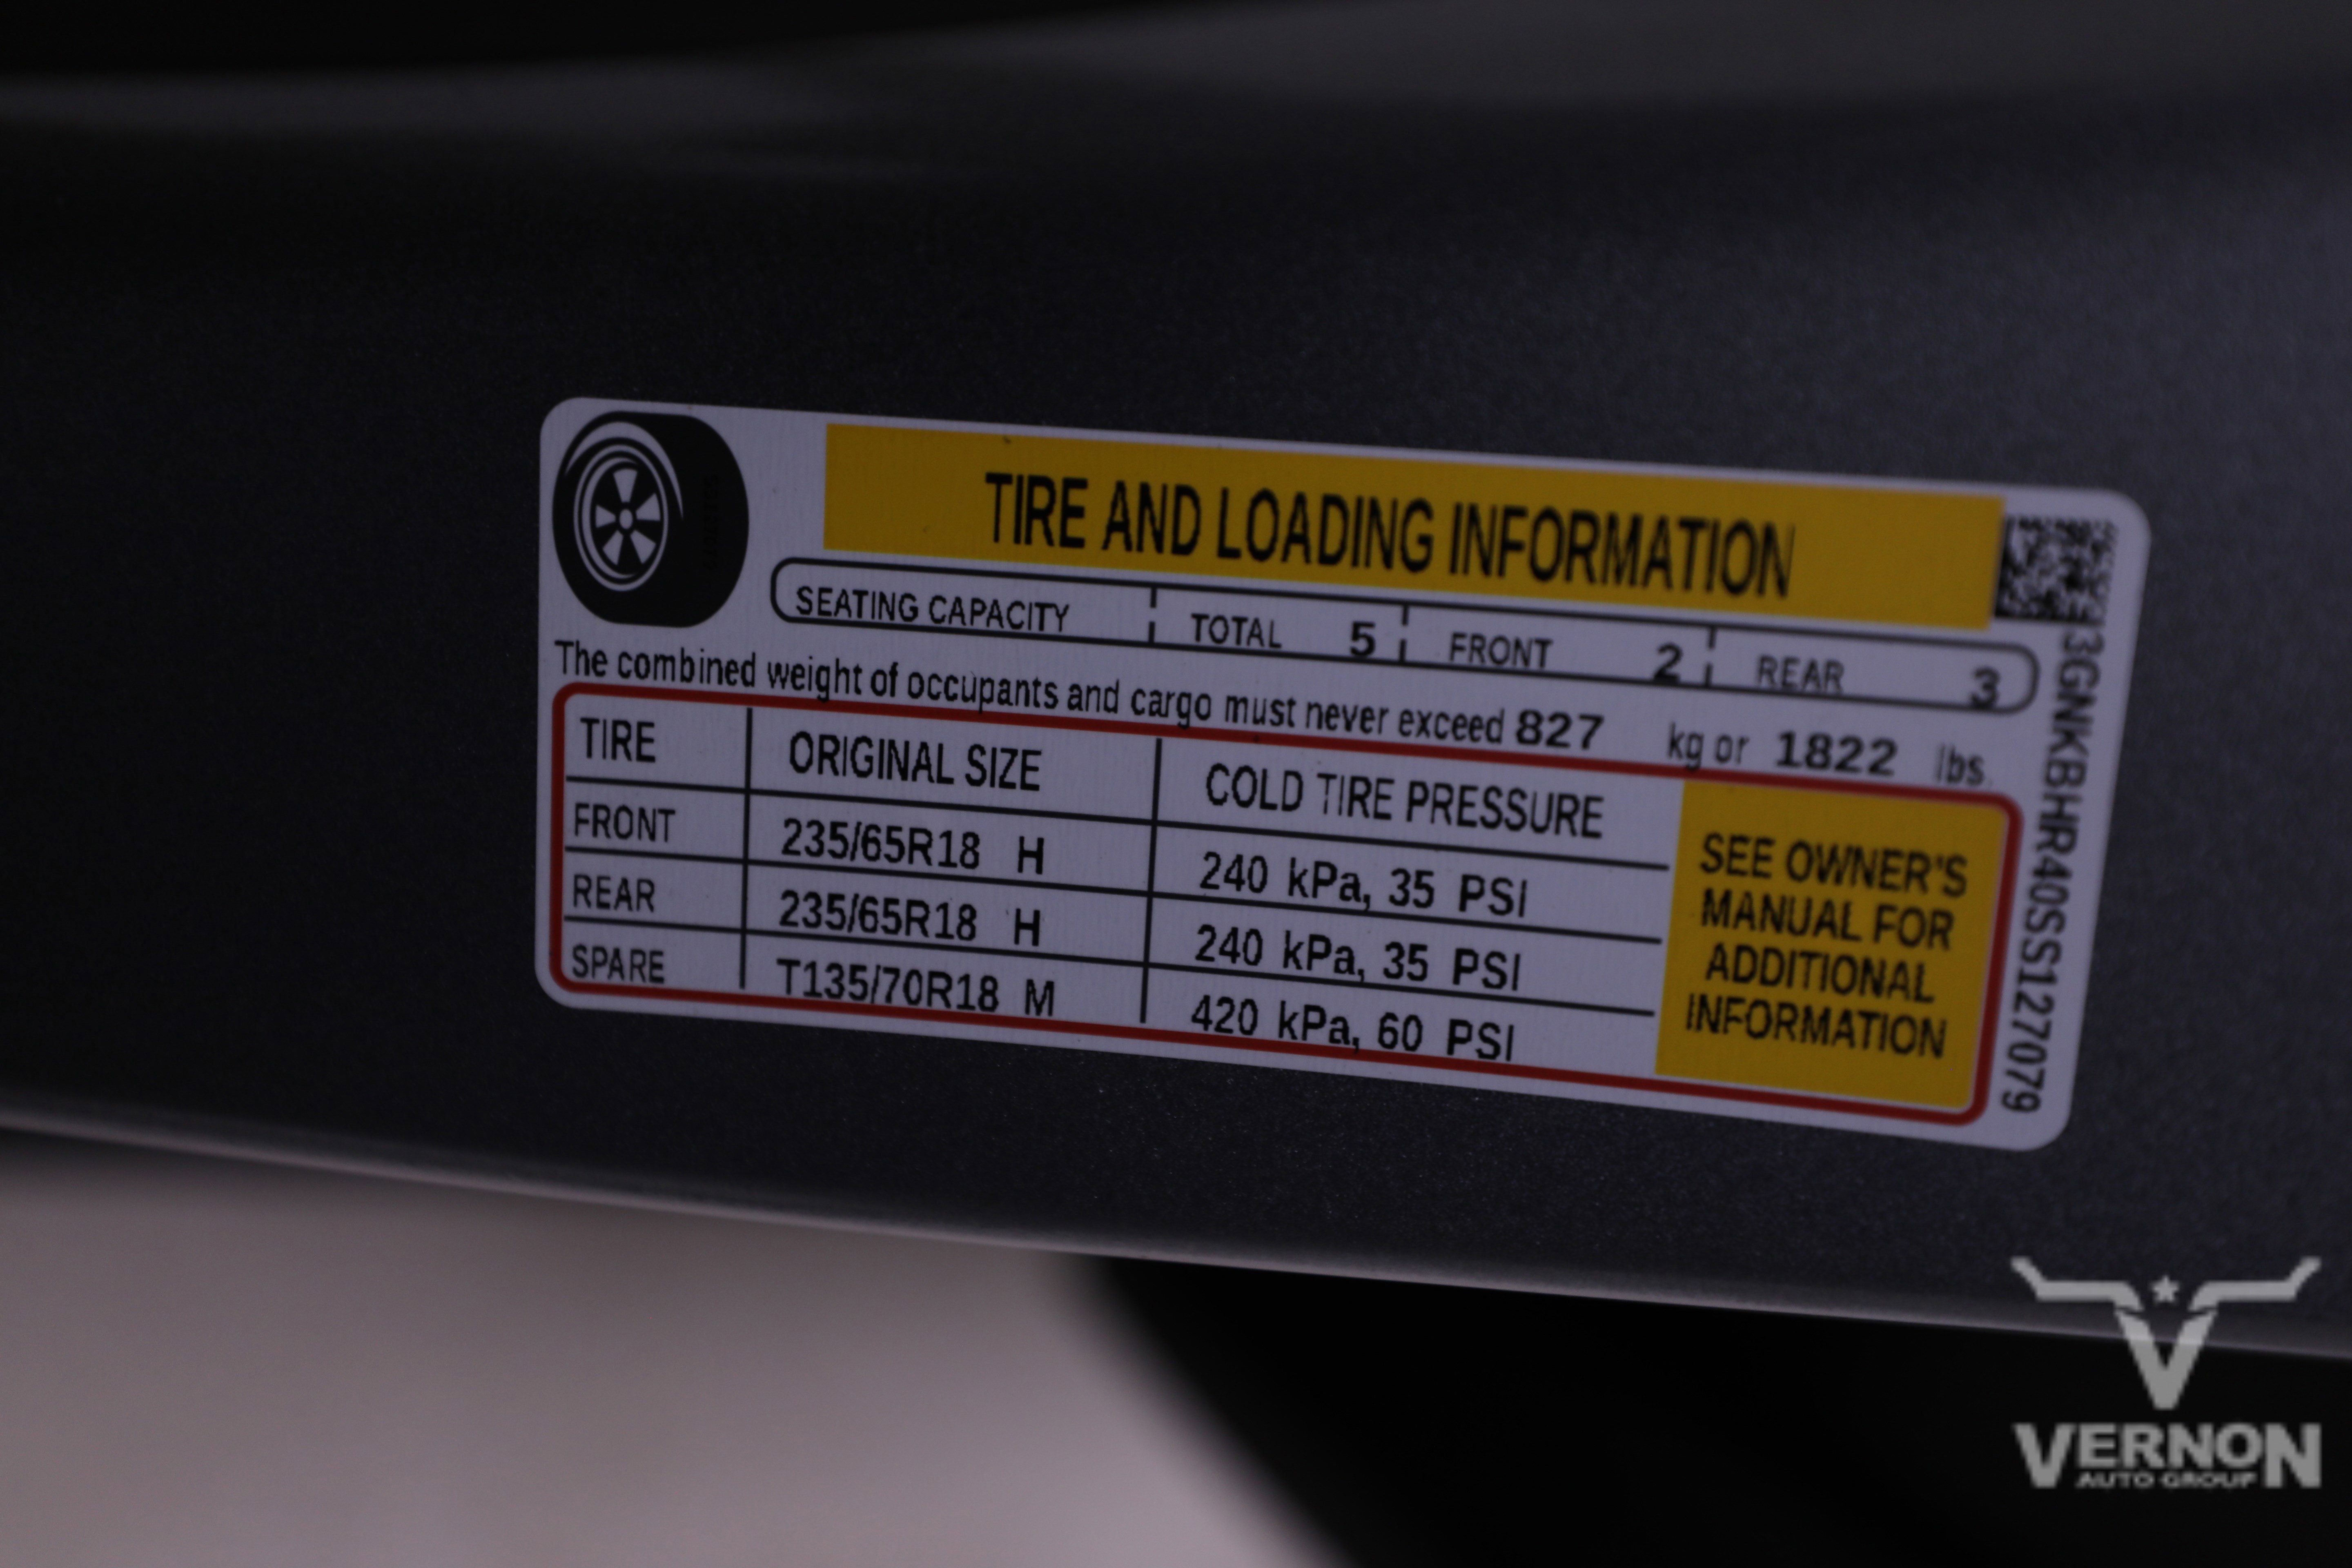 TIRE AND LOADING INFORMATION
SEATING CAPACITY TOTAL 5 FRONT 2 REAR 3
The combined weight of occupants and cargo must never exceed 827 kg or 1822 lbs.
TIRE ORIGINAL SIZE COLD TIRE PRESSURE
FRONT 235/65R18 H 240 kPa, 35 PSI
REAR 235/65R18 H 240 kPa, 35 PSI
SPARE T135/70R18 M 420 kPa, 60 PSI
SEE OWNER'S
MANUAL FOR
ADDITIONAL
INFORMATION
3GNKBHR40SS127079
VERNON
AUTO GROUP